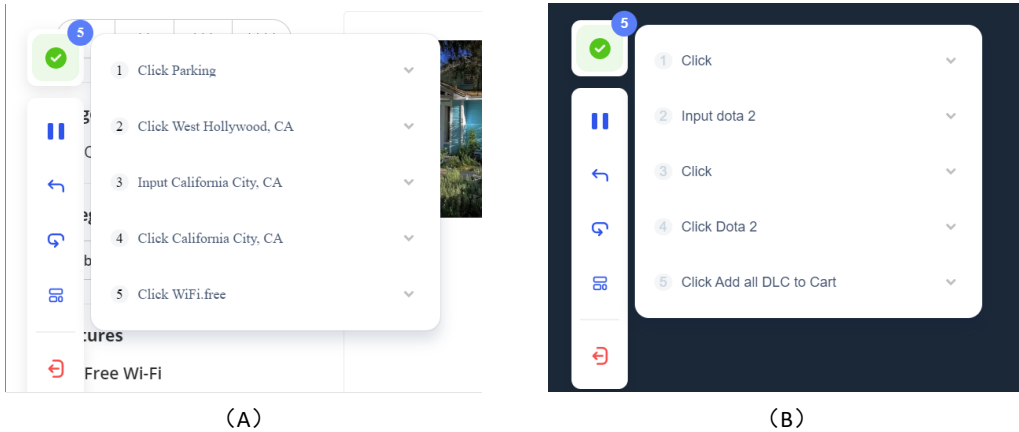 5
1 Click Parking
2 Click West Hollywood, CA
3 Input California City, CA
4 Click California City, CA
5 Click WiFi.free
tures
Free Wi-Fi
(A)
5
1 Click
2 Input dota 2
3 Click
4 Click Dota 2
5 Click Add all DLC to Cart
(B)